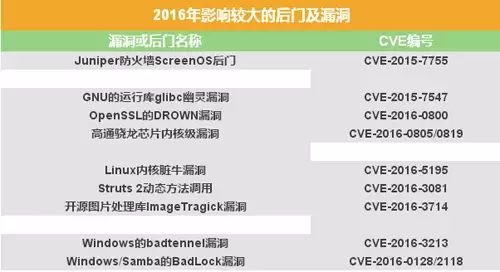 2016年影响较大的后门及漏洞
漏洞或后门名称 CVE编号
Juniper防火墙ScreenOS后门 CVE-2015-7755
GNU的运行库glibc幽灵漏洞 CVE-2015-7547
OpenSSL的DROWN漏洞 CVE-2016-0800
高通骁龙芯片内核级漏洞 CVE-2016-0805/0819
Linux内核脏牛漏洞 CVE-2016-5195
Struts 2动态方法调用 CVE-2016-3081
开源图片处理库ImageTragick漏洞 CVE-2016-3714
Windows的badtennel漏洞 CVE-2016-3213
Windows/Samba的BadLock漏洞 CVE-2016-0128/2118